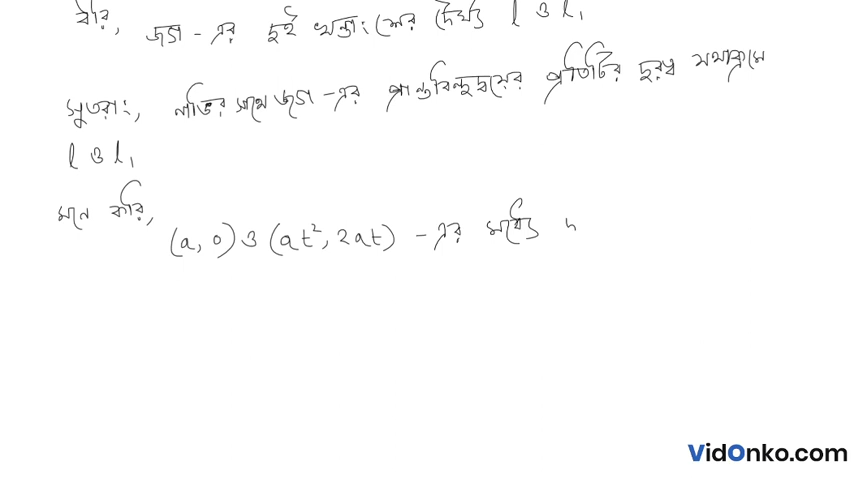 ধরি, জ্যা - এর দুই খন্ডাংশের দৈর্ঘ্য l ও l₁
সুতরাং, নাভির সাথে জ্যা - এর প্রান্তবিন্দুদ্বয়ের প্রতিটির দূরত্ব যথাক্রমে
l ও l₁
মনে করি,
(a, 0) ও (at², 2at) - এর মধ্যে
VidOnko.com